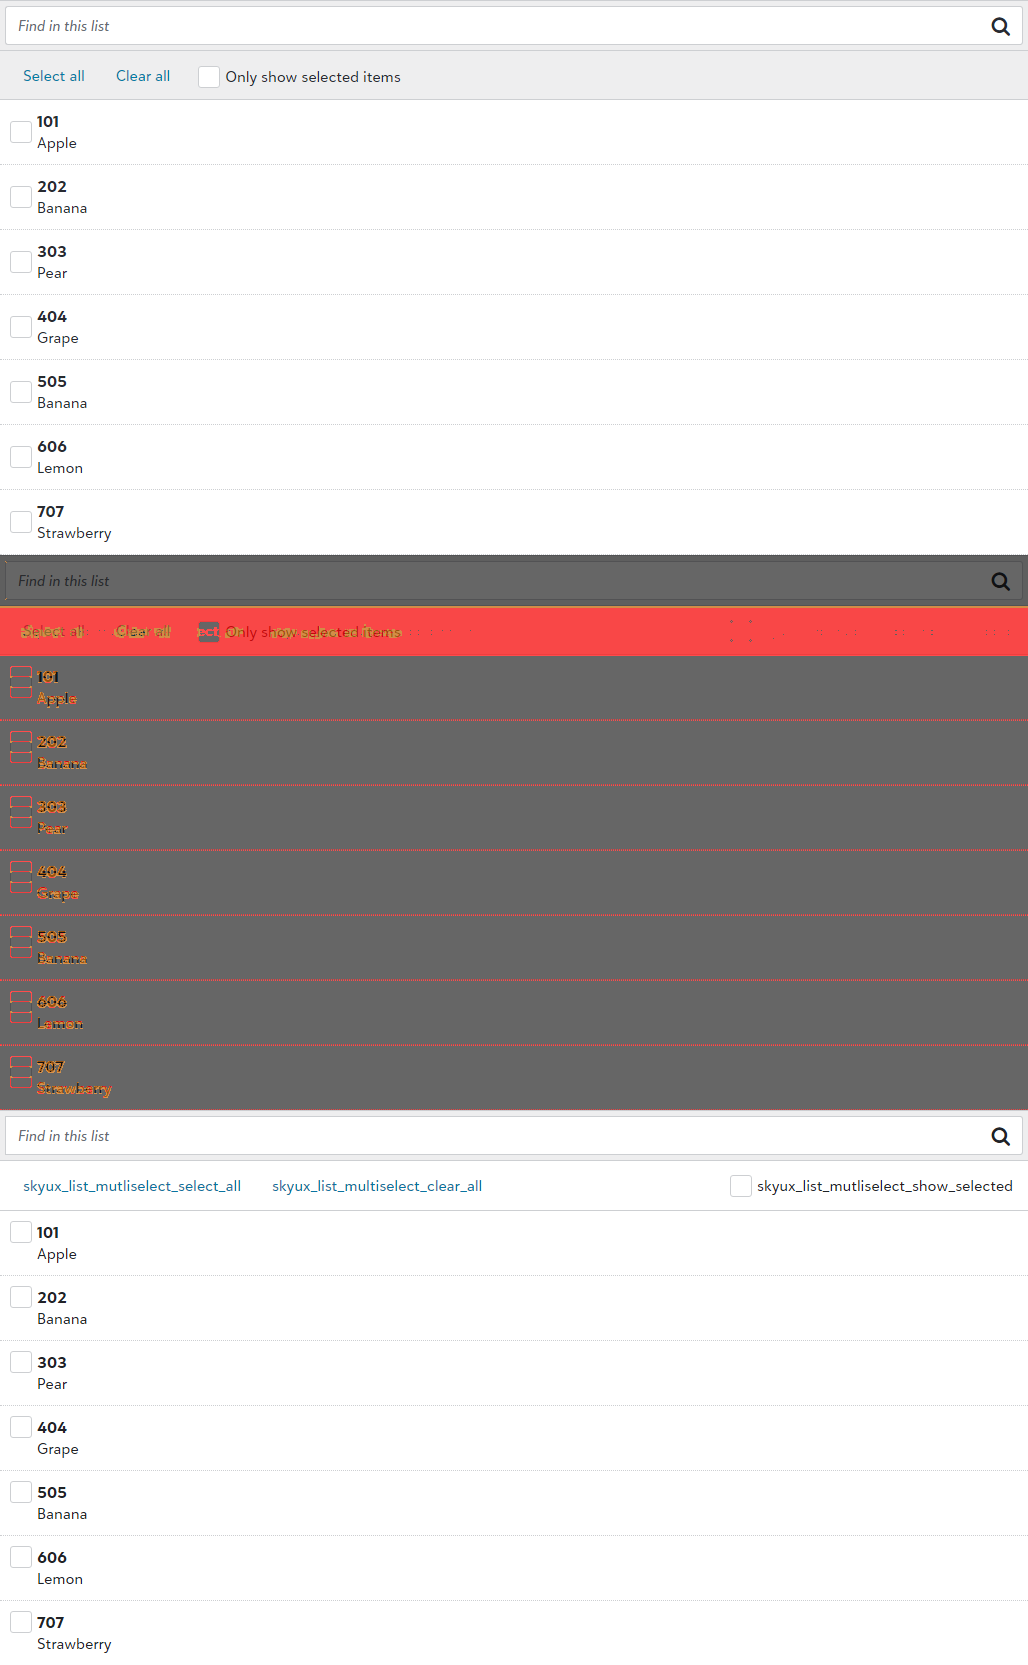 Find in this list
Select all Clear all Only show selected items
101
Apple
202
Banana
303
Pear
404
Grape
505
Banana
606
Lemon
707
Strawberry
Find in this list
Select all Clear all Only show selected items
101
Apple
202
Banana
303
Pear
404
Grape
505
Banana
606
Lemon
707
Strawberry
Find in this list
skyux_list_mutliselect_select_all skyux_list_multiselect_clear_all skyux_list_mutliselect_show_selected
101
Apple
202
Banana
303
Pear
404
Grape
505
Banana
606
Lemon
707
Strawberry